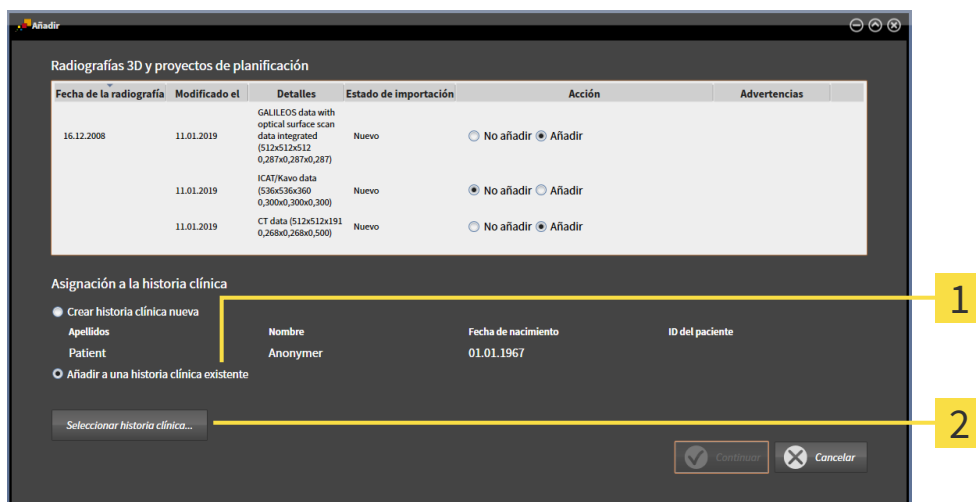 Añadir
Radiografías 3D y proyectos de planificación
Fecha de la radiografía Modificado el Detalles Estado de importación Acción Advertencias
GALILEOS data with
optical surface scan
16.12.2008 11.01.2019 data integrated Nuevo No añadir Añadir
(512x512x512
0,287x0,287x0,287)
ICAT/Kavo data
11.01.2019 (536x536x360 Nuevo No añadir Añadir
0,300x0,300x0,300)
11.01.2019 CT data (512x512x191 Nuevo No añadir Añadir
0,268x0,268x0,500)
Asignación a la historia clínica
1
Crear historia clínica nueva
Apellidos Nombre Fecha de nacimiento ID del paciente
Patient Anonymer 01.01.1967
Añadir a una historia clínica existente
Seleccionar historia clínica... 2
Continuar Cancelar